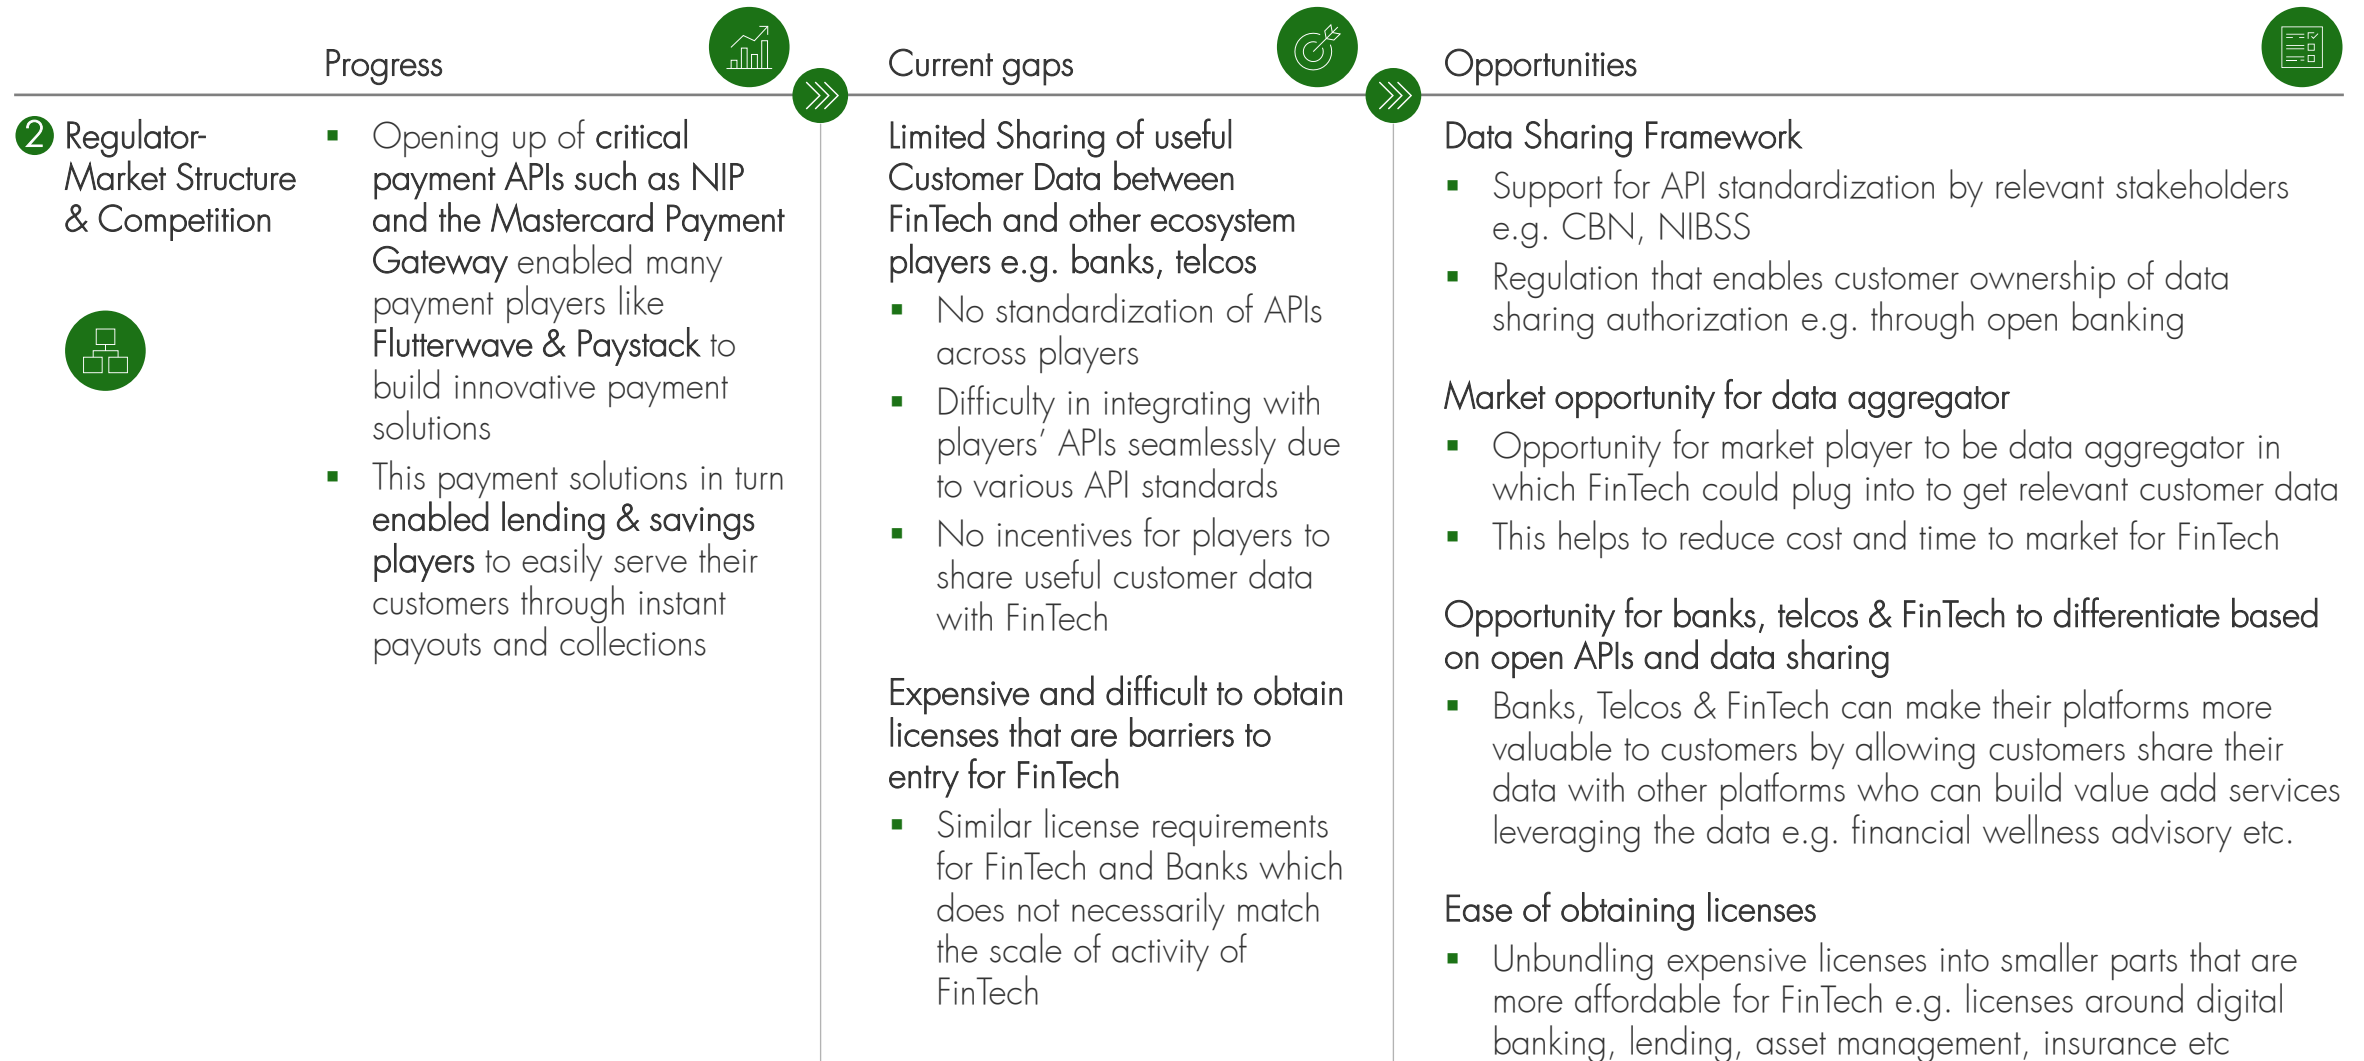 Progress
Current gaps
Opportunities
2 Regulator-
Market Structure
& Competition
Opening up of critical
payment APIs such as NIP
and the Mastercard Payment
Gateway enabled many
payment players like
Flutterwave & Paystack to
build innovative payment
solutions
This payment solutions in turn
enabled lending & savings
players to easily serve their
customers through instant
payouts and collections
Limited Sharing of useful
Customer Data between
FinTech and other ecosystem
players e.g. banks, telcos
No standardization of APIs
across players
Difficulty in integrating with
players’ APIs seamlessly due
to various API standards
No incentives for players to
share useful customer data
with FinTech
Expensive and difficult to obtain
licenses that are barriers to
entry for FinTech
Similar license requirements
for FinTech and Banks which
does not necessarily match
the scale of activity of
FinTech
Data Sharing Framework
Support for API standardization by relevant stakeholders
e.g. CBN, NIBSS
Regulation that enables customer ownership of data
sharing authorization e.g. through open banking
Market opportunity for data aggregator
Opportunity for market player to be data aggregator in
which FinTech could plug into to get relevant customer data
This helps to reduce cost and time to market for FinTech
Opportunity for banks, telcos & FinTech to differentiate based
on open APIs and data sharing
Banks, Telcos & FinTech can make their platforms more
valuable to customers by allowing customers share their
data with other platforms who can build value add services
leveraging the data e.g. financial wellness advisory etc.
Ease of obtaining licenses
Unbundling expensive licenses into smaller parts that are
more affordable for FinTech e.g. licenses around digital
banking, lending, asset management, insurance etc